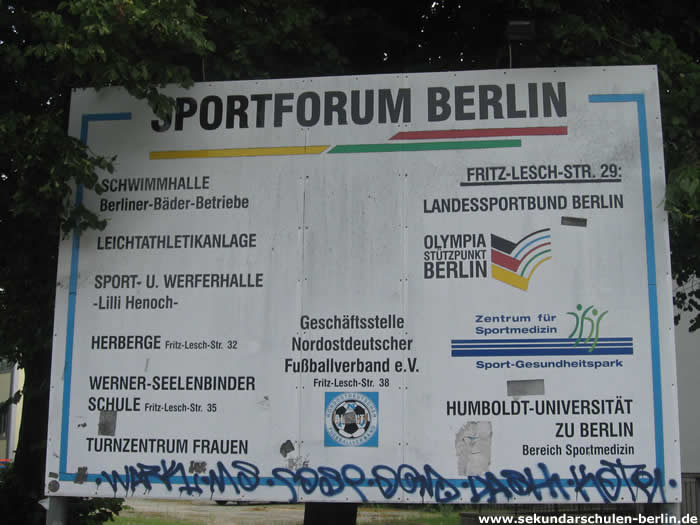 SPORTFORUM BERLIN
SCHWIMMHALLE
Berliner-Bäder-Betriebe
LEICHTATHLETIKANLAGE
SPORT- U. WERFERHALLE
-Lilli Henoch-
HERBERGE Fritz-Lesch-Str. 32
WERNER-SEELENBINDER
SCHULE Fritz-Lesch-Str. 35
TURNZENTRUM FRAUEN
Geschäftsstelle
Nordostdeutscher
Fußballverband e.V.
Fritz-Lesch-Str. 38
NORDOSTDEUTSCHER
FUSSBALLVERBAND
FRITZ-LESCH-STR. 29:
LANDESSPORTBUND BERLIN
OLYMPIA
STÜTZPUNKT
BERLIN
Zentrum für
Sportmedizin
Sport-Gesundheitspark
HUMBOLDT-UNIVERSITÄT
ZU BERLIN
Bereich Sportmedizin
www.sekundarschulen-berlin.de